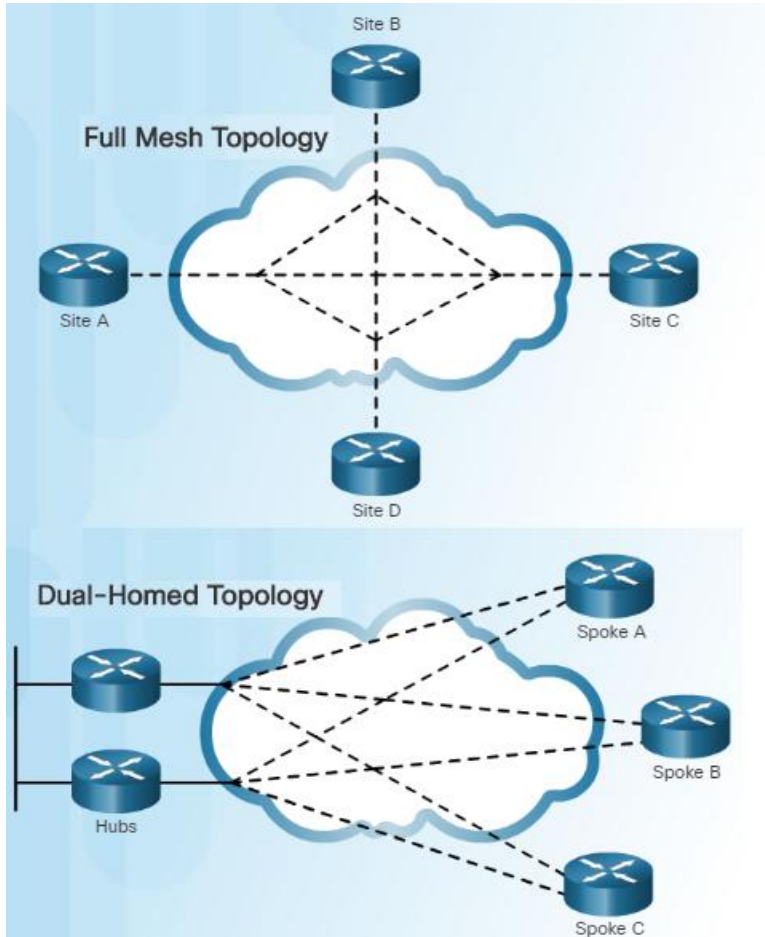 Site B
Full Mesh Topology
Site A
Site C
Site D
Dual-Homed Topology
Spoke A
Spoke B
Hubs
Spoke C